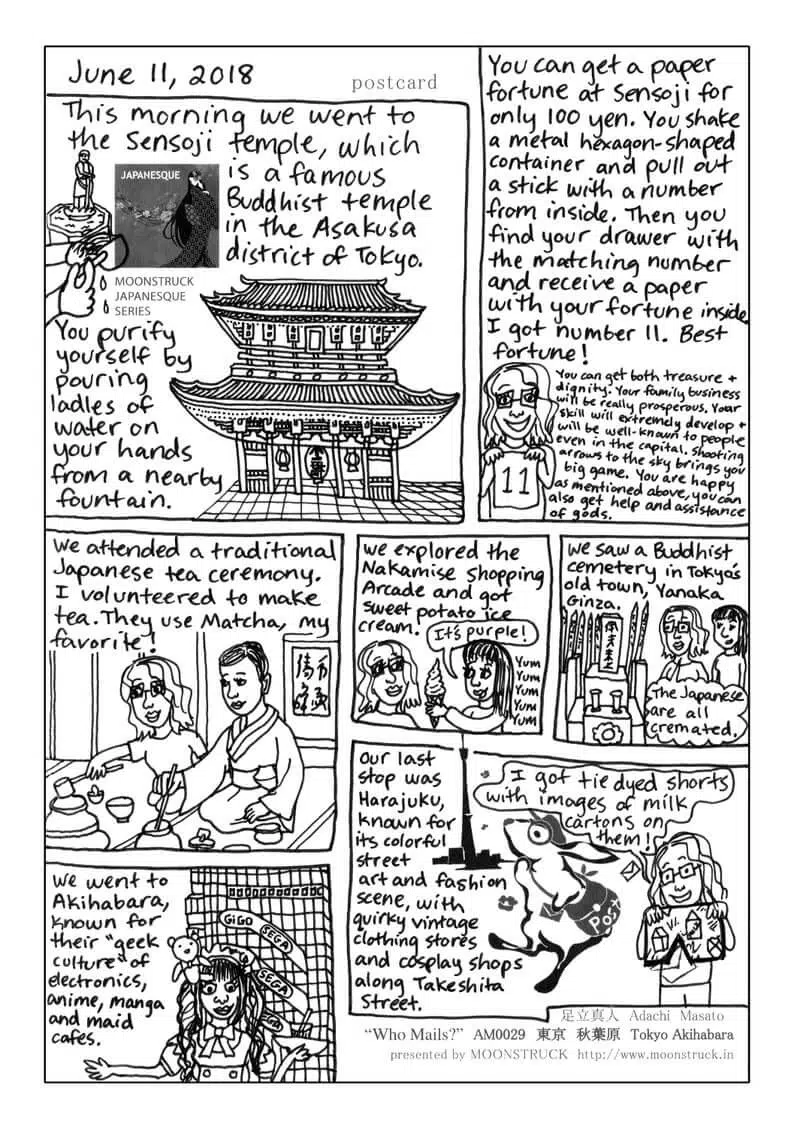 June 11, 2018
postcard
This morning we went to
the Sensoji temple, which
is a famous
Buddhist temple
in the Asakusa
district of Tokyo.
JAPANESQUE
MOONSTRUCK
JAPANESQUE
SERIES
You purify
yourself by
pouring
ladles of
water on
your hands
from a nearby
fountain.
You can get a paper
fortune at Sensoji for
only 100 yen. You shake
a metal hexagon-shaped
container and pull out
a stick with a number
from inside. Then you
find your drawer with
the matching number
and receive a paper
with your fortune inside.
I got number 11. Best
fortune!
You can get both treasure +
dignity. Your family business
will be really prosperous. Your
skill will extremely develop +
will be well-known to people
even in the capital. Shooting
arrows to the sky brings you
big game. You are happy
as mentioned above, you can
also get help and assistance
of gods.
11
We attended a traditional
Japanese tea ceremony.
I volunteered to make
tea. They use Matcha, my
favorite!
We explored the
Nakamise Shopping
Arcade and got
sweet potato ice
cream.
It's purple!
Yum
Yum
Yum
Yum
Yum
We saw a Buddhist
cemetery in Tokyo's
old town, Yanaka
Ginza.
The Japanese
are all
cremated.
We went to
Akihabara,
known for
their "geek
culture" of
electronics,
anime, manga
and maid
cafes.
GiGO
SEGA
SEGA
SEGA
Our last
stop was
Harajuku,
known for
its colorful
street
art and fashion
scene, with
quirky vintage
clothing stores
and cosplay shops
along Takeshita
Street.
I got tie dyed shorts
with images of milk
cartons on
them!
Post
足立真人 Adachi Masato
“Who Mails?” AM0029 東京 秋葉原 Tokyo Akihabara
presented by MOONSTRUCK http://www.moonstruck.in